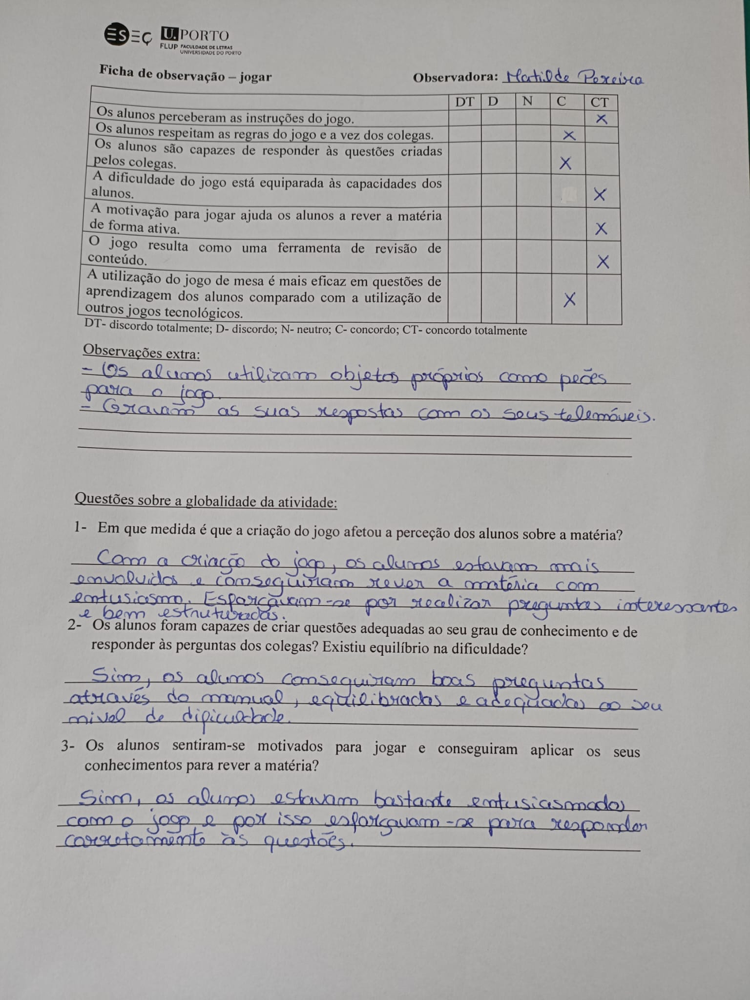 ESEÇ U.PORTO
FLUP FACULDADE DE LETRAS
UNIVERSIDADE DO PORTO
Ficha de observação – jogar Observadora: Matilde Pereira
DT D N C CT
Os alunos perceberam as instruções do jogo. X
Os alunos respeitam as regras do jogo e a vez dos colegas. X
Os alunos são capazes de responder às questões criadas
pelos colegas. X
A dificuldade do jogo está equiparada às capacidades dos
alunos. X
A motivação para jogar ajuda os alunos a rever a matéria
de forma ativa. X
O jogo resulta como uma ferramenta de revisão de
conteúdo. X
A utilização do jogo de mesa é mais eficaz em questões de
aprendizagem dos alunos comparado com a utilização de X
outros jogos tecnológicos.
DT- discordo totalmente; D- discordo; N- neutro; C- concordo; CT- concordo totalmente
Observações extra:
- Os alunos utilizam objetos próprios como peões
para o jogo.
- Gravam as suas respostas com os seus telemóveis.
Questões sobre a globalidade da atividade:
1- Em que medida é que a criação do jogo afetou a perceção dos alunos sobre a matéria?
Com a criação do jogo, os alunos estavam mais
envolvidos e conseguiram rever a matéria com
entusiasmo. Esforçavam-se por realizar preguntas interessantes
e bem estruturadas.
2- Os alunos foram capazes de criar questões adequadas ao seu grau de conhecimento e de
responder às perguntas dos colegas? Existiu equilíbrio na dificuldade?
Sim, os alunos conseguiram boas preguntas
através do manual, equilibradas e adequadas ao seu
nivel de dificuldade.
3- Os alunos sentiram-se motivados para jogar e conseguiram aplicar os seus
conhecimentos para rever a matéria?
Sim, os alunos estavam bastante entusiasmados
com o jogo e por isso esforçavam-se para responder
corretamente às questões.